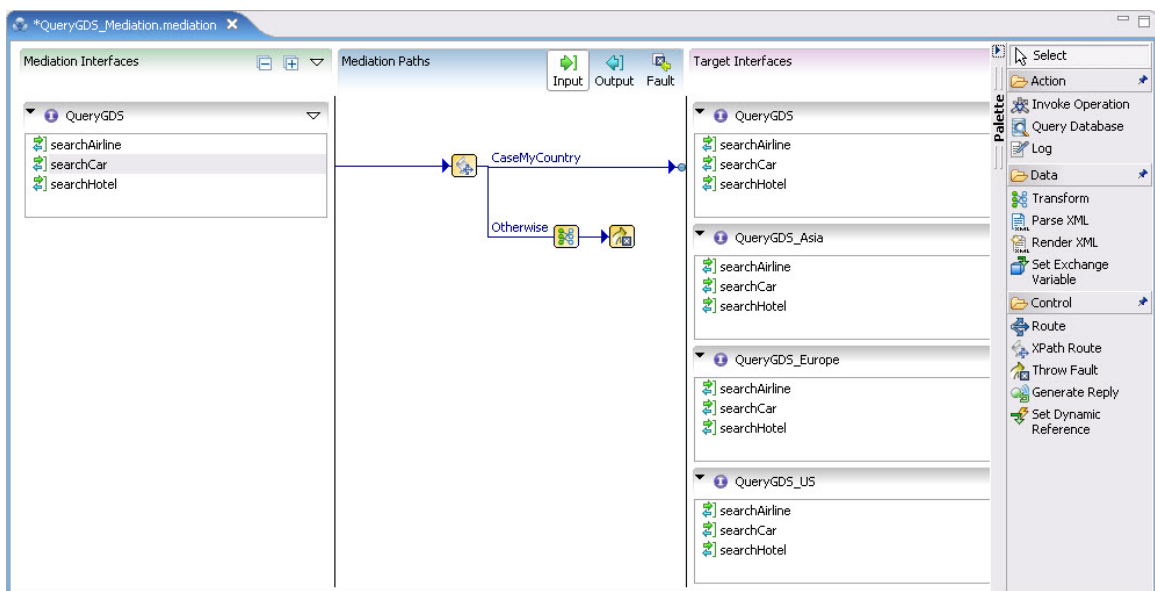 *QueryGDS_Mediation.mediation
Mediation Interfaces
QueryGDS
searchAirline
searchCar
searchHotel
Mediation Paths
Input Output Fault
CaseMyCountry
Otherwise
Target Interfaces
QueryGDS
searchAirline
searchCar
searchHotel
QueryGDS_Asia
searchAirline
searchCar
searchHotel
QueryGDS_Europe
searchAirline
searchCar
searchHotel
QueryGDS_US
searchAirline
searchCar
searchHotel
Palette
Select
Action
Invoke Operation
Query Database
Log
Data
Transform
Parse XML
Render XML
Set Exchange
Variable
Control
Route
XPath Route
Throw Fault
Generate Reply
Set Dynamic
Reference